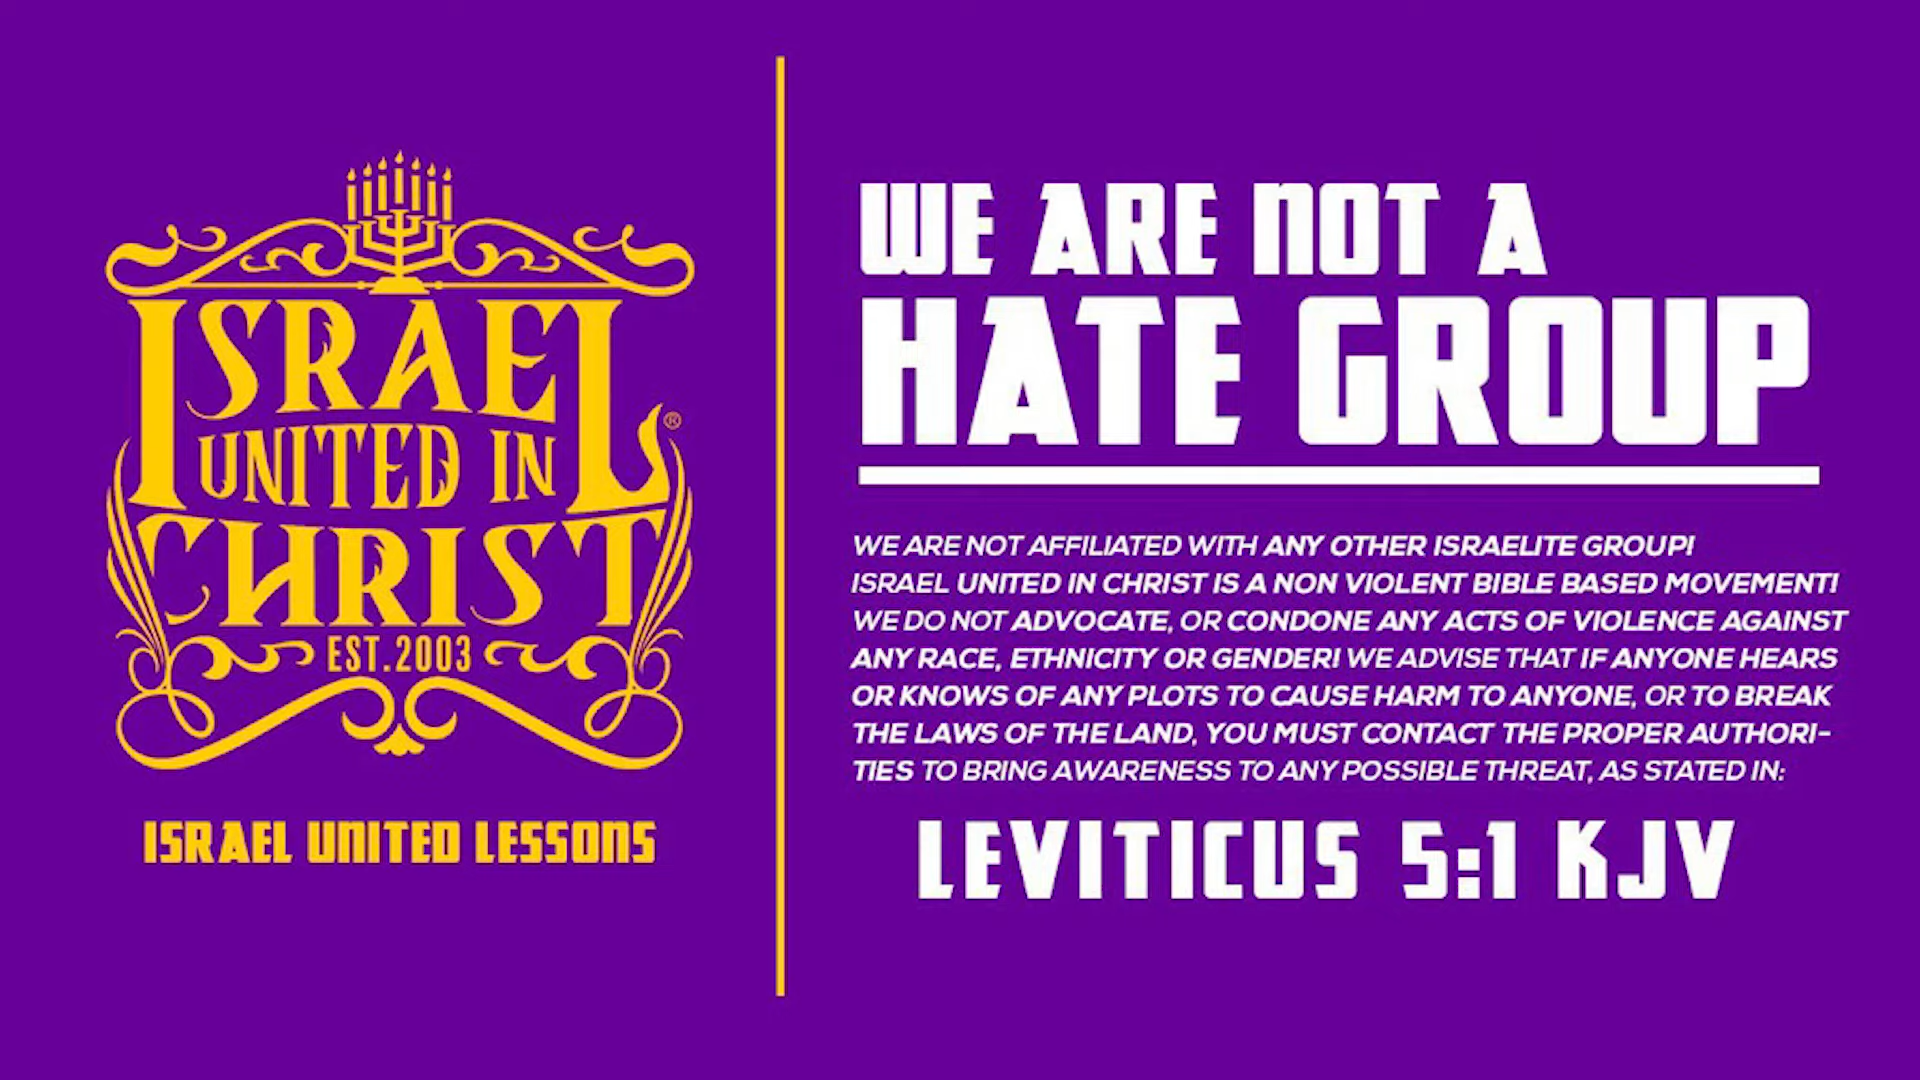 ISRAEL
UNITED IN
CHRIST
®
EST.2003
ISRAEL UNITED LESSONS
WE ARE NOT A
HATE GROUP
WE ARE NOT AFFILIATED WITH ANY OTHER ISRAELITE GROUP!
ISRAEL UNITED IN CHRIST IS A NON VIOLENT BIBLE BASED MOVEMENT!
WE DO NOT ADVOCATE, OR CONDONE ANY ACTS OF VIOLENCE AGAINST
ANY RACE, ETHNICITY OR GENDER! WE ADVISE THAT IF ANYONE HEARS
OR KNOWS OF ANY PLOTS TO CAUSE HARM TO ANYONE, OR TO BREAK
THE LAWS OF THE LAND, YOU MUST CONTACT THE PROPER AUTHORI-
TIES TO BRING AWARENESS TO ANY POSSIBLE THREAT, AS STATED IN:
LEVITICUS 5:1 KJV